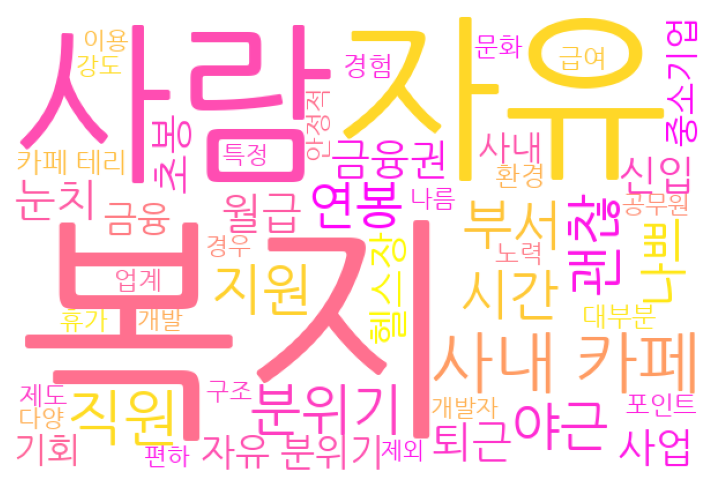 이용
강도
사람
자유
경험
문화
급여
중소기업
초봉
특정
안정적
금융권
사내
환경
신입
카페 테리
눈치
금융
월급
연봉
나름
부서
공무원
괜찮
나쁘
복지
업계
경우
지원
헬스장
노력
시간
대부분
휴가
개발
사내 카페
제도
다양
직원
구조
분위기
개발자
포인트
기회
편하
자유 분위기
제외
퇴근
야근
사업